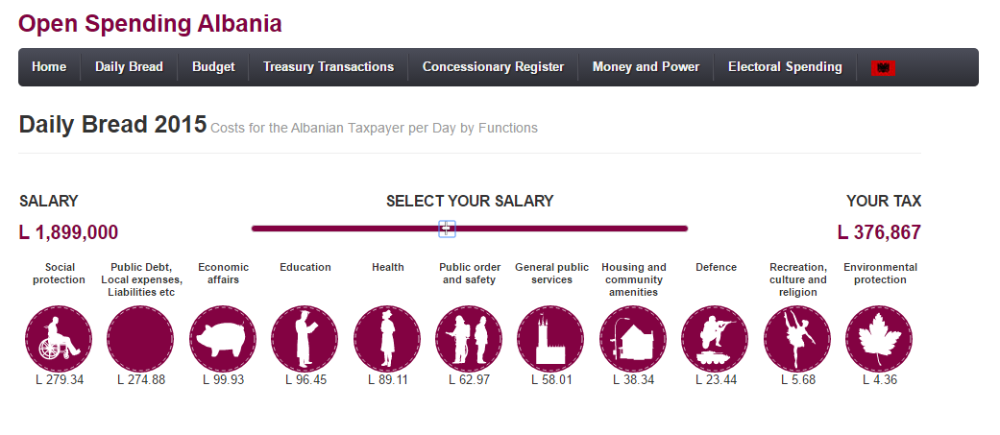 Open Spending Albania
Home Daily Bread Budget Treasury Transactions Concessionary Register Money and Power Electoral Spending
Daily Bread 2015 Costs for the Albanian Taxpayer per Day by Functions
SALARY
SELECT YOUR SALARY
YOUR TAX
L 1,899,000
L 376,867
Social
protection
Public Debt,
Local expenses,
Liabilities etc
Economic
affairs
Education
Health
Public order
and safety
General public
services
Housing and
community
amenities
Defence
Recreation,
culture and
religion
Environmental
protection
L 279.34 L 274.88 L 99.93 L 96.45 L 89.11 L 62.97 L 58.01 L 38.34 L 23.44 L 5.68 L 4.36